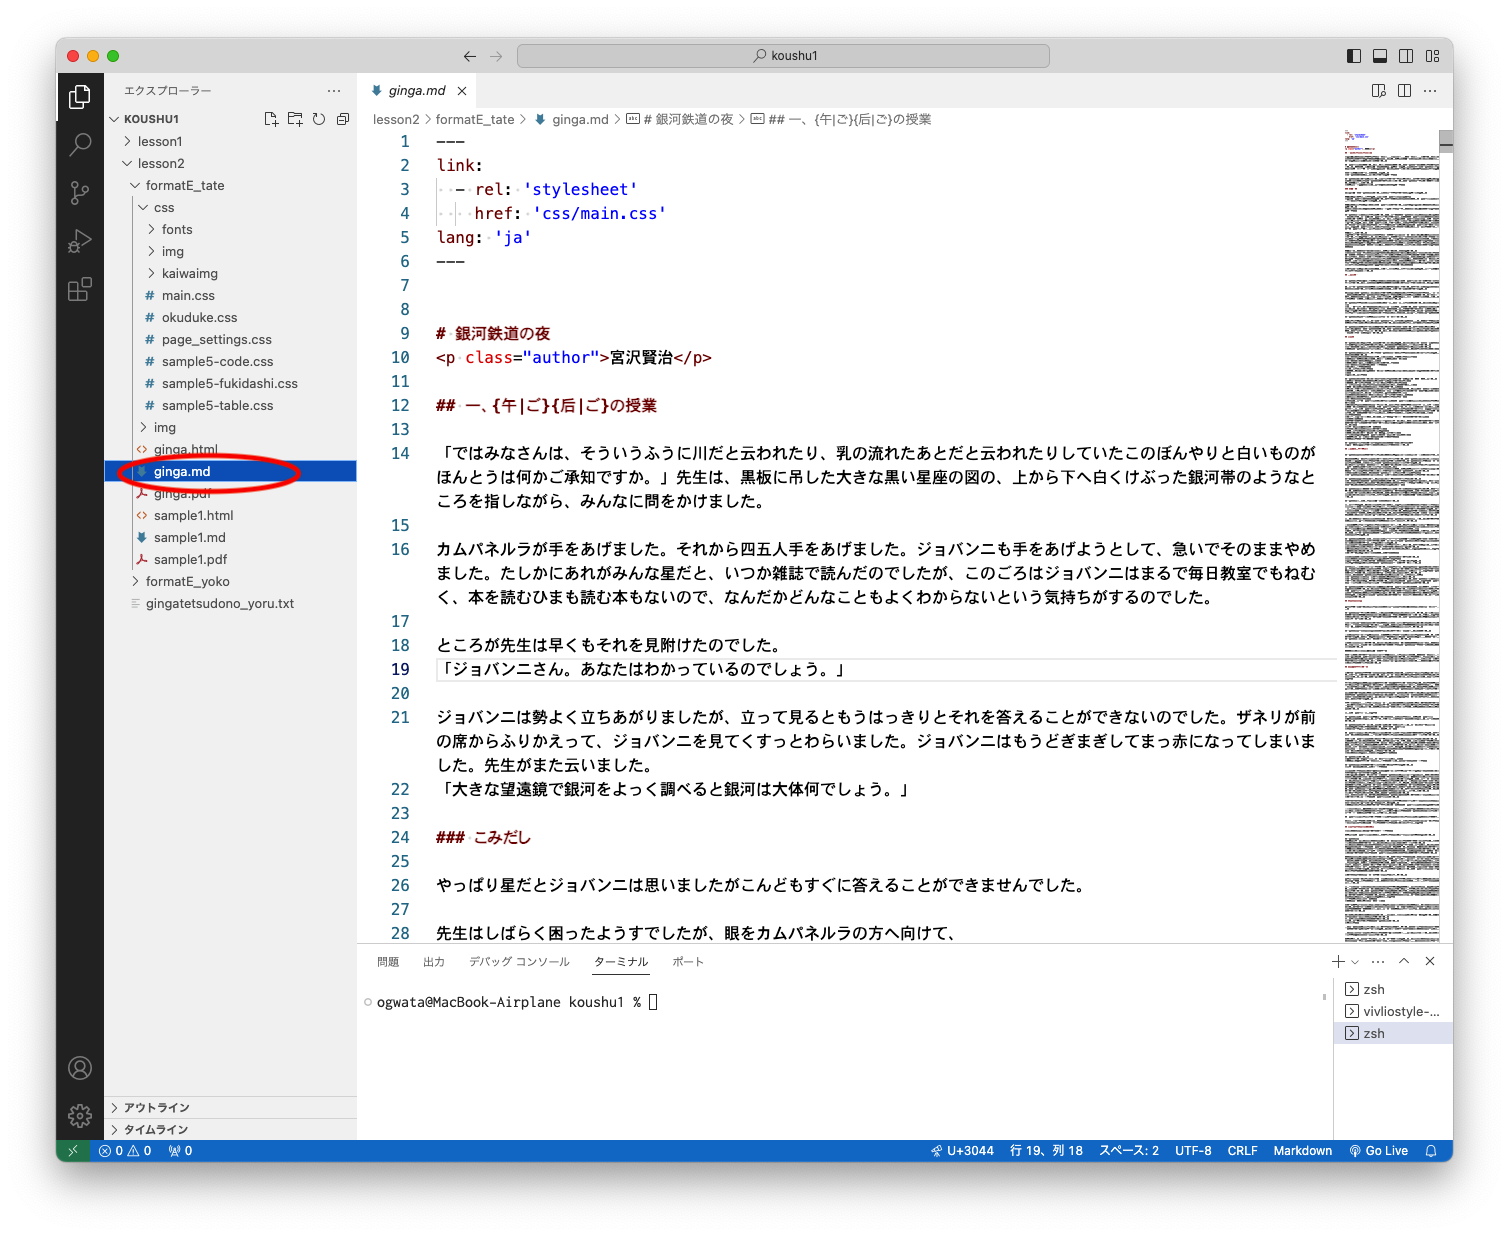 koushu1
エクスプローラー
KOUSHU1
lesson1
lesson2
formatE_tate
css
fonts
img
kaiwaimg
main.css
okuduke.css
page_settings.css
sample5-code.css
sample5-fukidashi.css
sample5-table.css
img
ginga.html
ginga.md
ginga.pdf
sample1.html
sample1.md
sample1.pdf
formatE_yoko
gingatetsudono_yoru.txt
アウトライン
タイムライン
ginga.md
lesson2 > formatE_tate > ginga.md > # 銀河鉄道の夜 > ## 一、{午|ご}{后|ご}の授業
1 ---
2 link:
3 - rel: 'stylesheet'
4 href: 'css/main.css'
5 lang: 'ja'
6 ---
7
8
9 # 銀河鉄道の夜
10 <p class="author">宮沢賢治</p>
11
12 ## 一、{午|ご}{后|ご}の授業
13
14 「ではみなさんは、そういうふうに川だと云われたり、乳の流れたあとだと云われたりしていたこのぼんやりと白いものが
ほんとうは何かご承知ですか。」先生は、黒板に吊した大きな黒い星座の図の、上から下へ白くけぶった銀河帯のようなと
ころを指しながら、みんなに問をかけました。
15
16 カムパネルラが手をあげました。それから四五人手をあげました。ジョバンニも手をあげようとして、急いでそのままやめ
ました。たしかにあれがみんな星だと、いつか雑誌で読んだのでしたが、このごろはジョバンニはまるで毎日教室でもねむ
く、本を読むひまも読む本もないので、なんだかどんなこともよくわからないという気持ちがするのでした。
17
18 ところが先生は早くもそれを見附けたのでした。
19 「ジョバンニさん。あなたはわかっているのでしょう。」
20
21 ジョバンニは勢よく立ちあがりましたが、立って見るともうはっきりとそれを答えることができないのでした。ザネリが前
の席からふりかえって、ジョバンニを見てくすっとわらいました。ジョバンニはもうどぎまぎしてまっ赤になってしまいま
した。先生がまた云いました。
22 「大きな望遠鏡で銀河をよっく調べると銀河は大体何でしょう。」
23
24 ### こみだし
25
26 やっぱり星だとジョバンニは思いましたがこんどもすぐに答えることができませんでした。
27
28 先生はしばらく困ったようすでしたが、眼をカムパネルラの方へ向けて、
問題 出力 デバッグ コンソール ターミナル ポート
ogwata@MacBook-Airplane koushu1 %
zsh
vivliostyle-...
zsh
0 0 0 U+3044 行 19、列 18 スペース: 2 UTF-8 CRLF Markdown Go Live